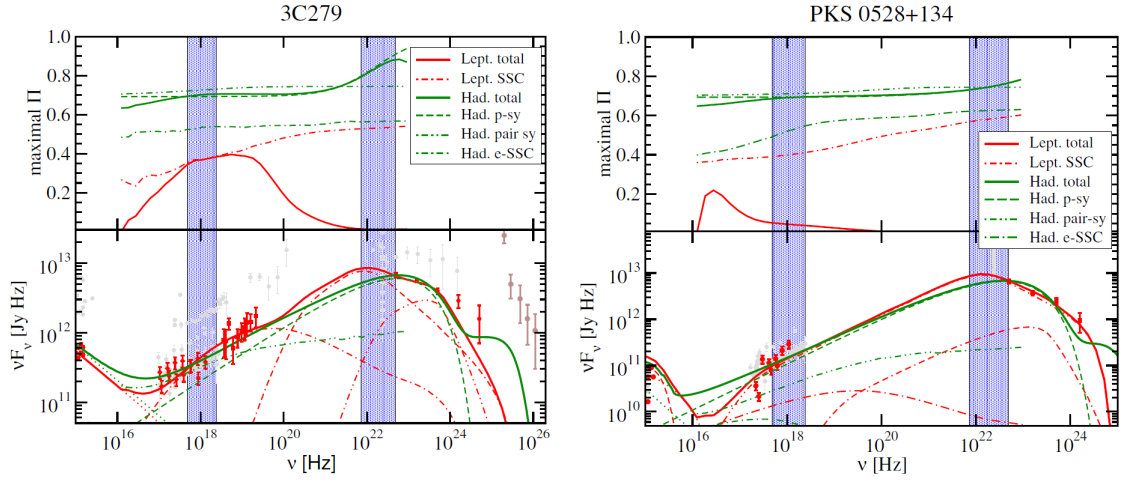 3C279
PKS 0528+134
1.0
0.8
0.6
0.4
0.2
maximal Π
Lept. total
Lept. SSC
Had. total
Had. p-sy
Had. pair sy
Had. e-SSC
10^13
10^12
10^11
νF_ν [Jy Hz]
10^16
10^18
10^20
10^22
10^24
10^26
ν [Hz]
1.0
0.8
0.6
0.4
0.2
maximal Π
Lept. total
Lept. SSC
Had. total
Had. p-sy
Had. pair-sy
Had. e-SSC
10^13
10^12
10^11
10^10
νF_ν [Jy Hz]
10^16
10^18
10^20
10^22
10^24
ν [Hz]